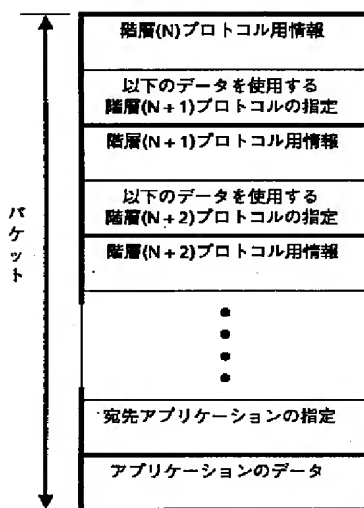 階層(N)プロトコル用情報
以下のデータを使用する
階層(N+1)プロトコルの指定
階層(N+1)プロトコル用情報
以下のデータを使用する
階層(N+2)プロトコルの指定
階層(N+2)プロトコル用情報
パケット
宛先アプリケーションの指定
アプリケーションのデータ